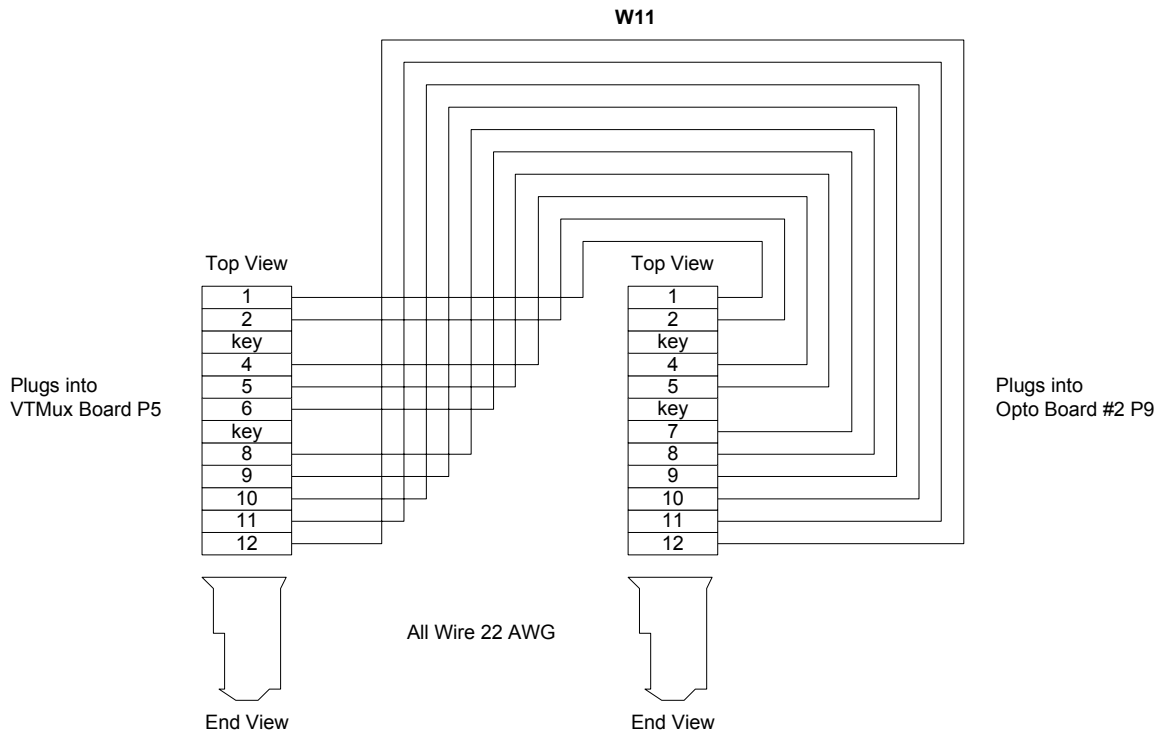 W11
Top View
1
2
key
4
5
6
key
8
9
10
11
12
Plugs into
VTMux Board P5
End View
All Wire 22 AWG
Top View
1
2
key
4
5
key
7
8
9
10
11
12
Plugs into
Opto Board #2 P9
End View